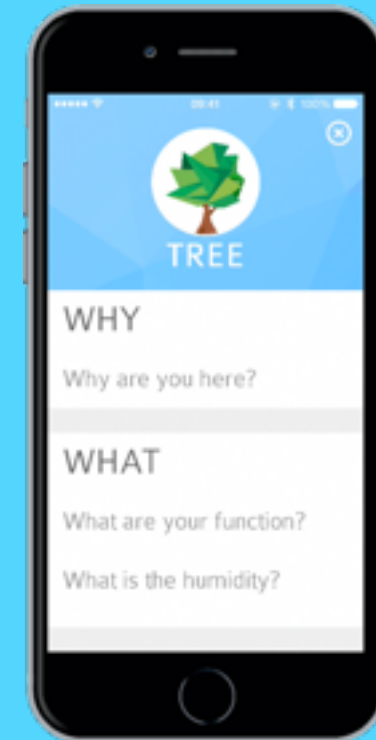 09:41 100%
TREE
WHY
Why are you here?
WHAT
What are your function?
What is the humidity?